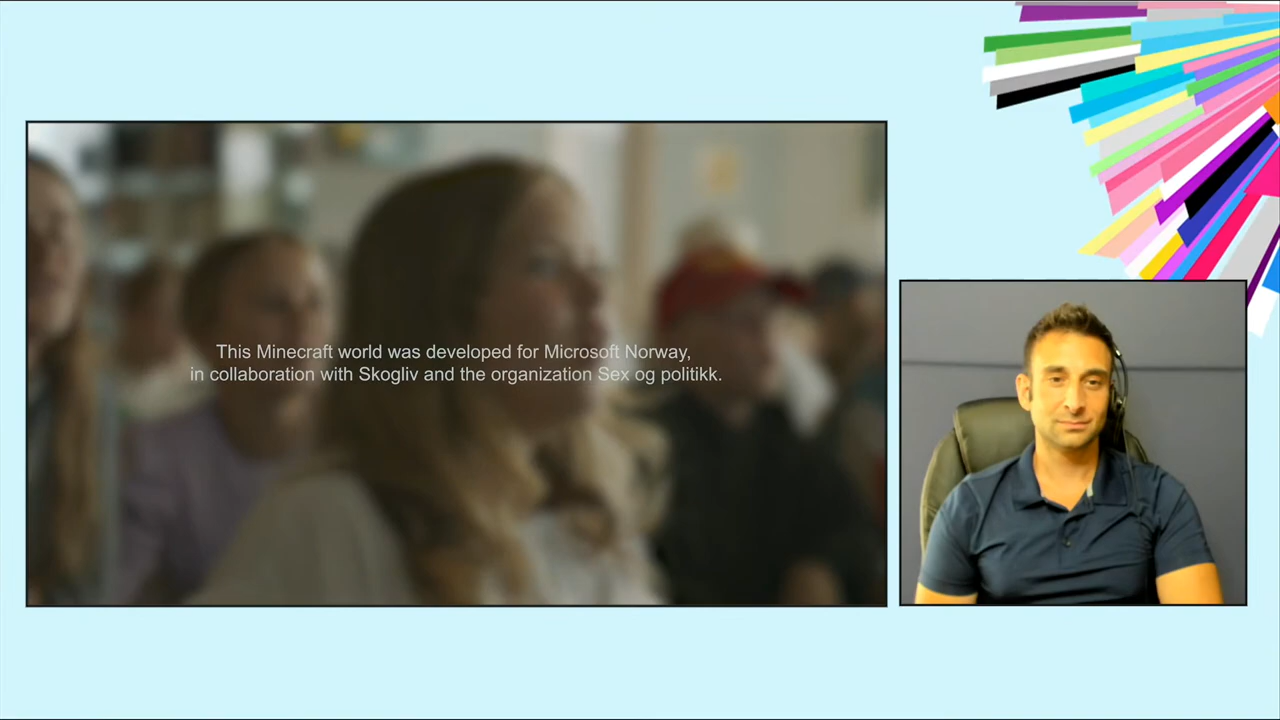 This Minecraft world was developed for Microsoft Norway,
in collaboration with Skogliv and the organization Sex og politikk.